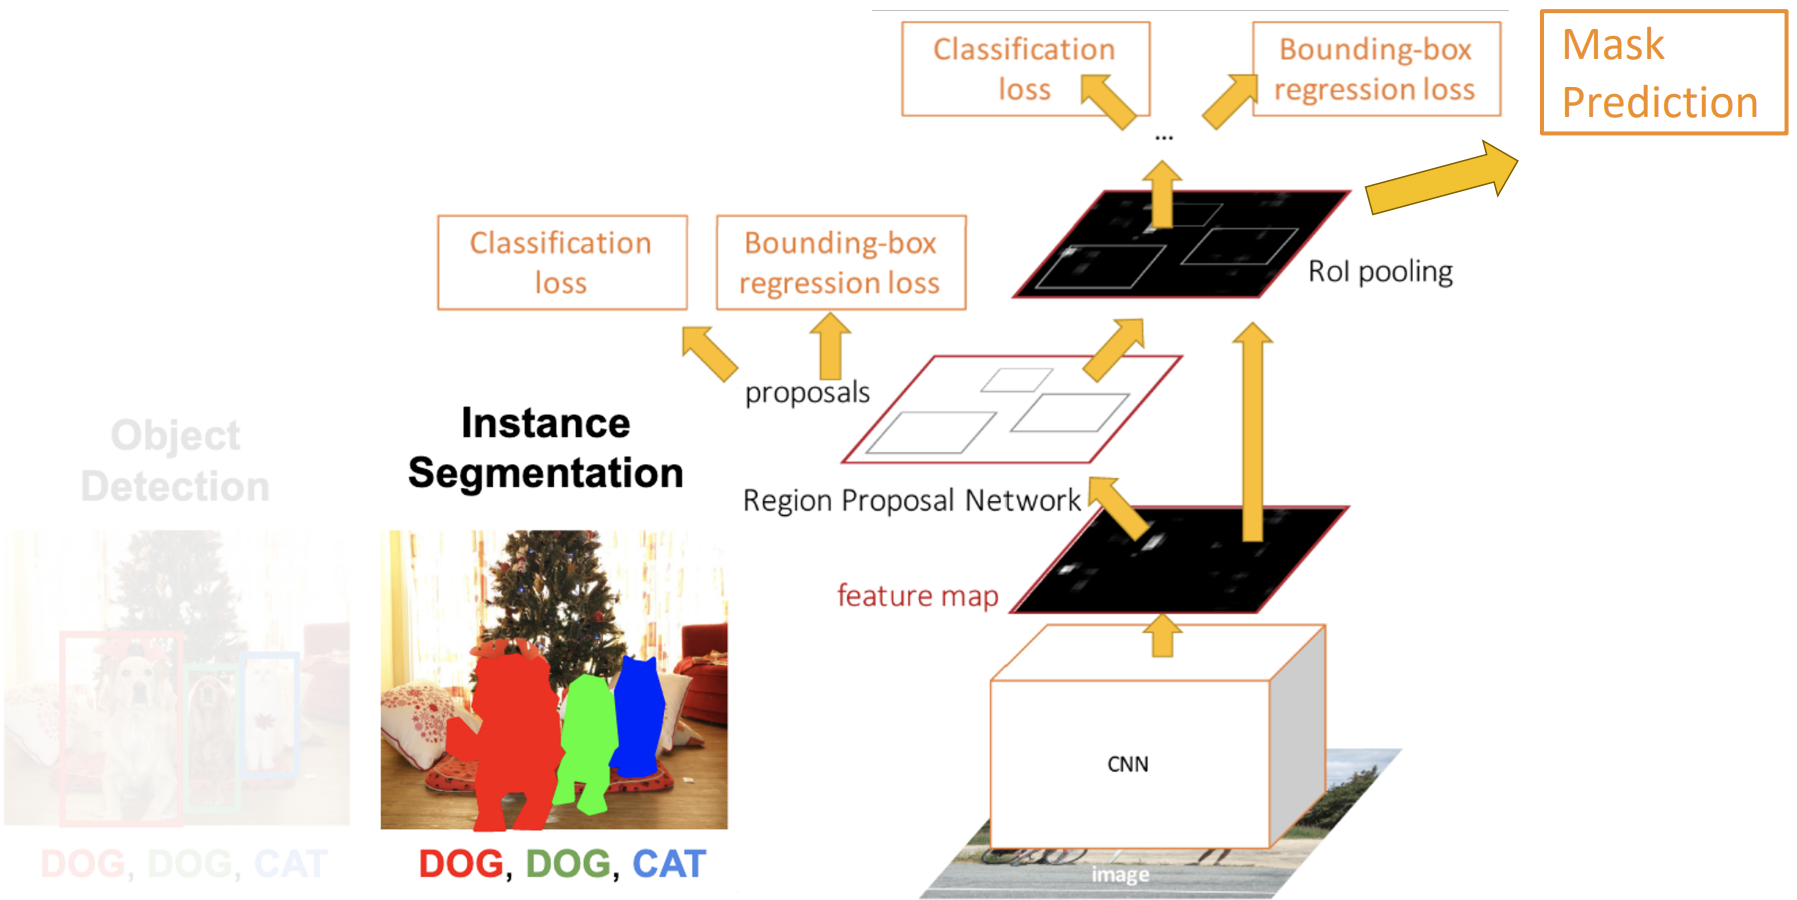 Classification
loss
Bounding-box
regression loss
Mask
Prediction
...
Classification
loss
Bounding-box
regression loss
RoI pooling
proposals
Object
Detection
Instance
Segmentation
Region Proposal Network
feature map
CNN
image
DOG, DOG, CAT
DOG, DOG, CAT